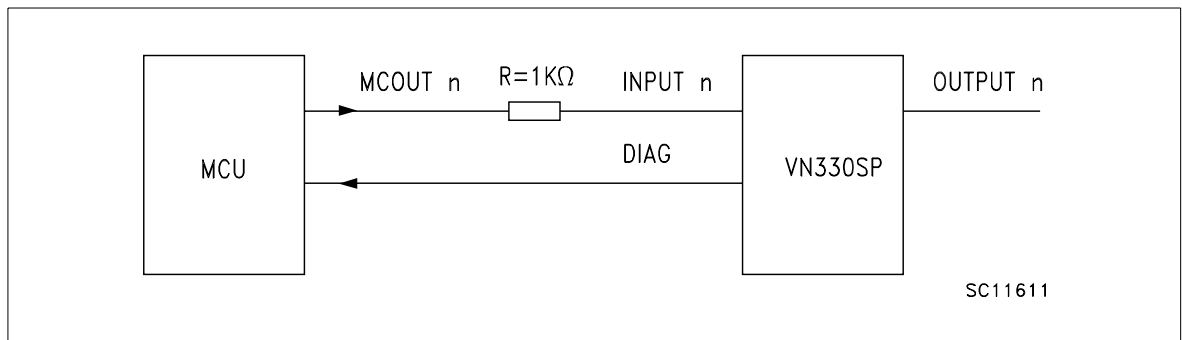 MCOUT n
R=1KΩ
INPUT n
OUTPUT n
DIAG
MCU
VN330SP
SC11611